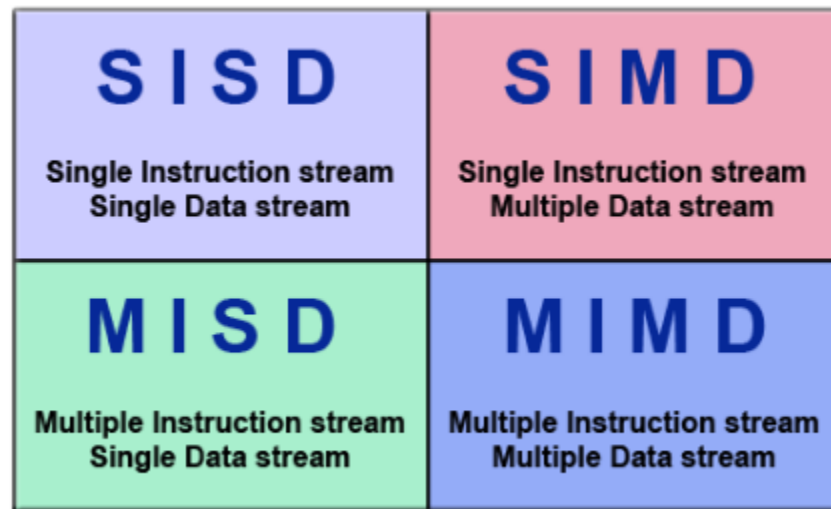 S I S D
Single Instruction stream
Single Data stream
S I M D
Single Instruction stream
Multiple Data stream
M I S D
Multiple Instruction stream
Single Data stream
M I M D
Multiple Instruction stream
Multiple Data stream